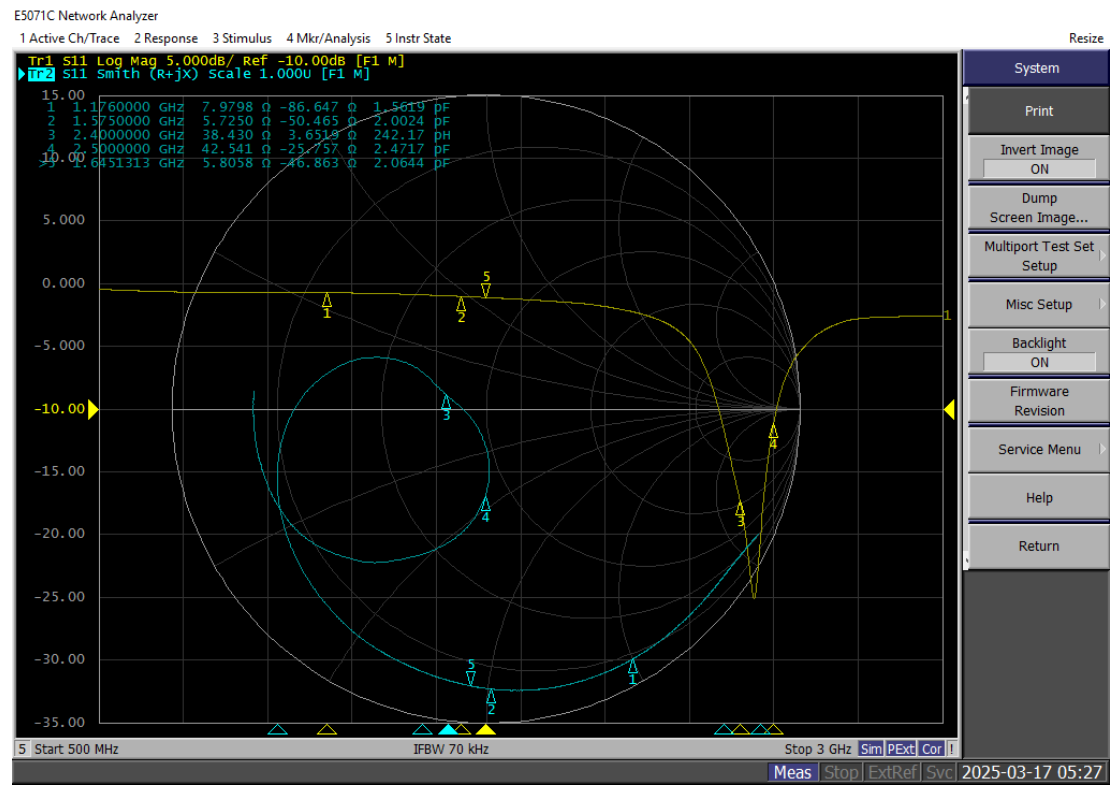 E5071C Network Analyzer
1 Active Ch/Trace 2 Response 3 Stimulus 4 Mkr/Analysis 5 Instr State
Resize
Tr1 S11 Log Mag 5.000dB/ Ref -10.00dB [F1 M]
Tr2 S11 Smith (R+jX) Scale 1.000U [F1 M]
15.00
1 1.1760000 GHz 7.9798 Ω -86.647 Ω 1.5619 pF
2 1.5750000 GHz 5.7250 Ω -50.465 Ω 2.0024 pF
3 2.4000000 GHz 38.430 Ω 3.6519 Ω 242.17 pH
4 2.5000000 GHz 42.541 Ω -25.757 Ω 2.4717 pF
10.00
>5 1.6451313 GHz 5.8058 Ω -46.863 Ω 2.0644 pF
5.000
0.000
-5.000
-10.00
-15.00
-20.00
-25.00
-30.00
-35.00
5
1
2
1
3
4
3
4
5
2
1
System
Print
Invert Image
ON
Dump
Screen Image...
Multiport Test Set
Setup
Misc Setup
Backlight
ON
Firmware
Revision
Service Menu
Help
Return
5 Start 500 MHz
IFBW 70 kHz
Stop 3 GHz Sim PExt Cor !
Meas Stop ExtRef Svc 2025-03-17 05:27